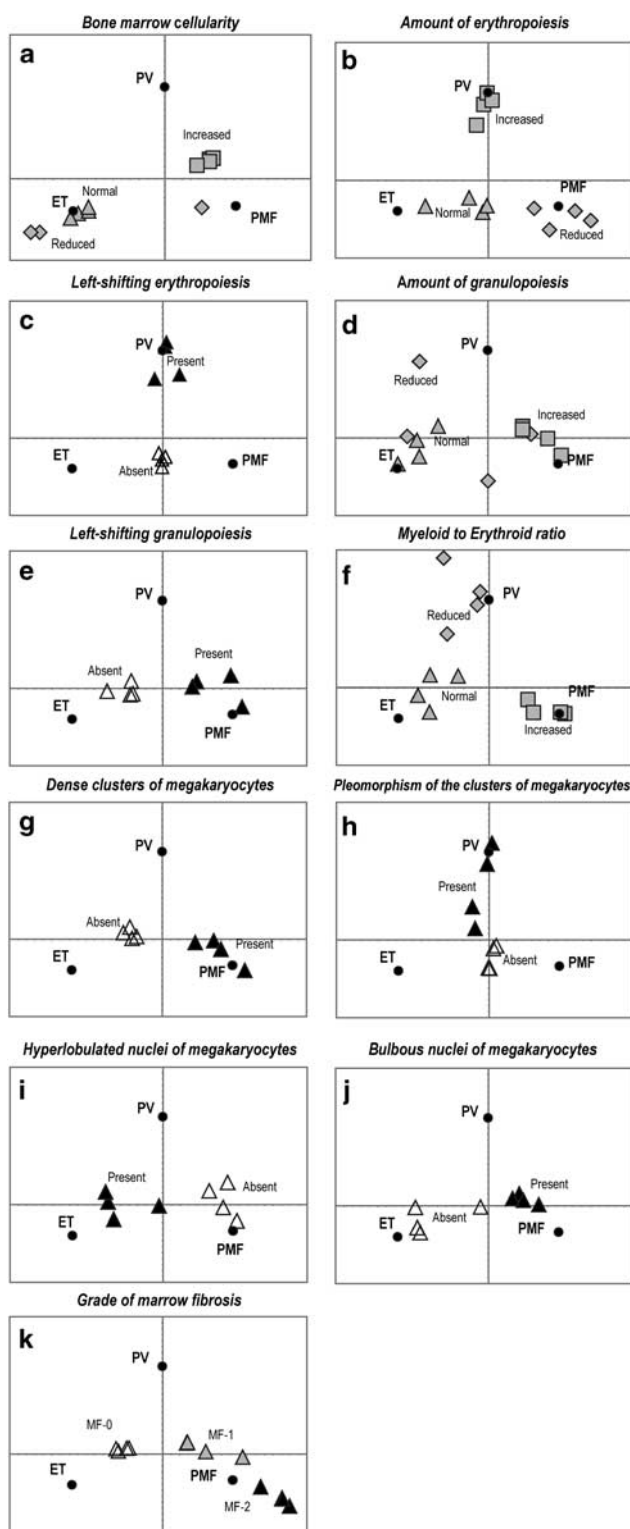 Bone marrow cellularity
a
PV
Increased
Normal
ET
PMF
Reduced
Amount of erythropoiesis
b
PV
Increased
ET
Normal
PMF
Reduced
Left-shifting erythropoiesis
c
PV
Present
ET
Absent
PMF
Amount of granulopoiesis
d
PV
Reduced
Increased
Normal
ET
PMF
Left-shifting granulopoiesis
e
PV
Absent
Present
ET
PMF
Myeloid to Erythroid ratio
f
PV
Reduced
Normal
ET
PMF
Increased
Dense clusters of megakaryocytes
g
PV
Absent
Present
ET
PMF
Pleomorphism of the clusters of megakaryocytes
h
PV
Present
Absent
ET
PMF
Hyperlobulated nuclei of megakaryocytes
i
PV
Present
Absent
ET
PMF
Bulbous nuclei of megakaryocytes
j
PV
Present
Absent
ET
PMF
Grade of marrow fibrosis
k
PV
MF-0
MF-1
ET
PMF
MF-2